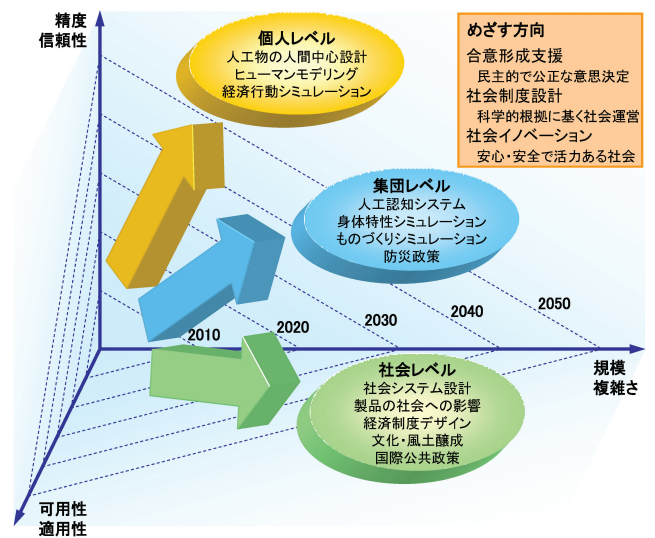 精度
信頼性
個人レベル
人工物の人間中心設計
ヒューマンモデリング
経済行動シミュレーション
めざす方向
合意形成支援
民主的で公正な意思決定
社会制度設計
科学的根拠に基く社会運営
社会イノベーション
安心・安全で活力ある社会
集団レベル
人工認知システム
身体特性シミュレーション
ものづくりシミュレーション
防災政策
2010
2020
2030
2040
2050
規模
複雑さ
社会レベル
社会システム設計
製品の社会への影響
経済制度デザイン
文化・風土醸成
国際公共政策
可用性
適用性